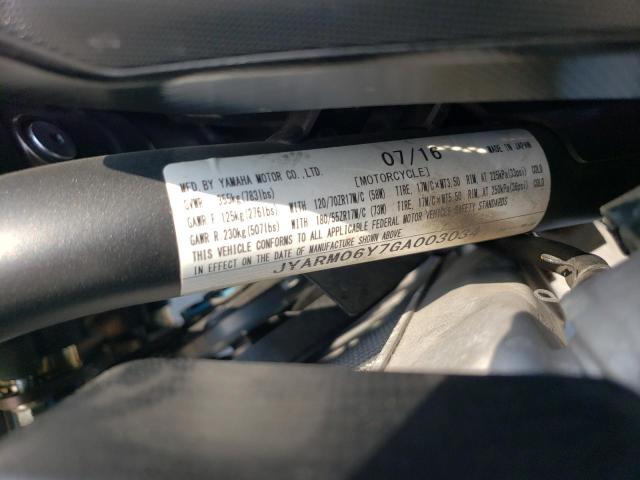 MFD. BY YAMAHA MOTOR CO., LTD. 07/16 MADE IN JAPAN
GVWR 355kg(783lbs) [MOTORCYCLE]
GAWR F 125kg(276lbs) WITH 120/70ZR17M/C (58W) TIRE, 17M/C×MT3.50 RIM, AT 225kPa(33psi) COLD
GAWR R 230kg(507lbs) WITH 180/55ZR17M/C (73W) TIRE, 17M/C×MT5.50 RIM, AT 250kPa(36psi) COLD
THIS VEHICLE CONFORMS TO ALL APPLICABLE FEDERAL MOTOR VEHICLE SAFETY STANDARDS
IN EFFECT ON THE DATE OF MANUFACTURE SHOWN ABOVE.
JYARM06Y7GA003034